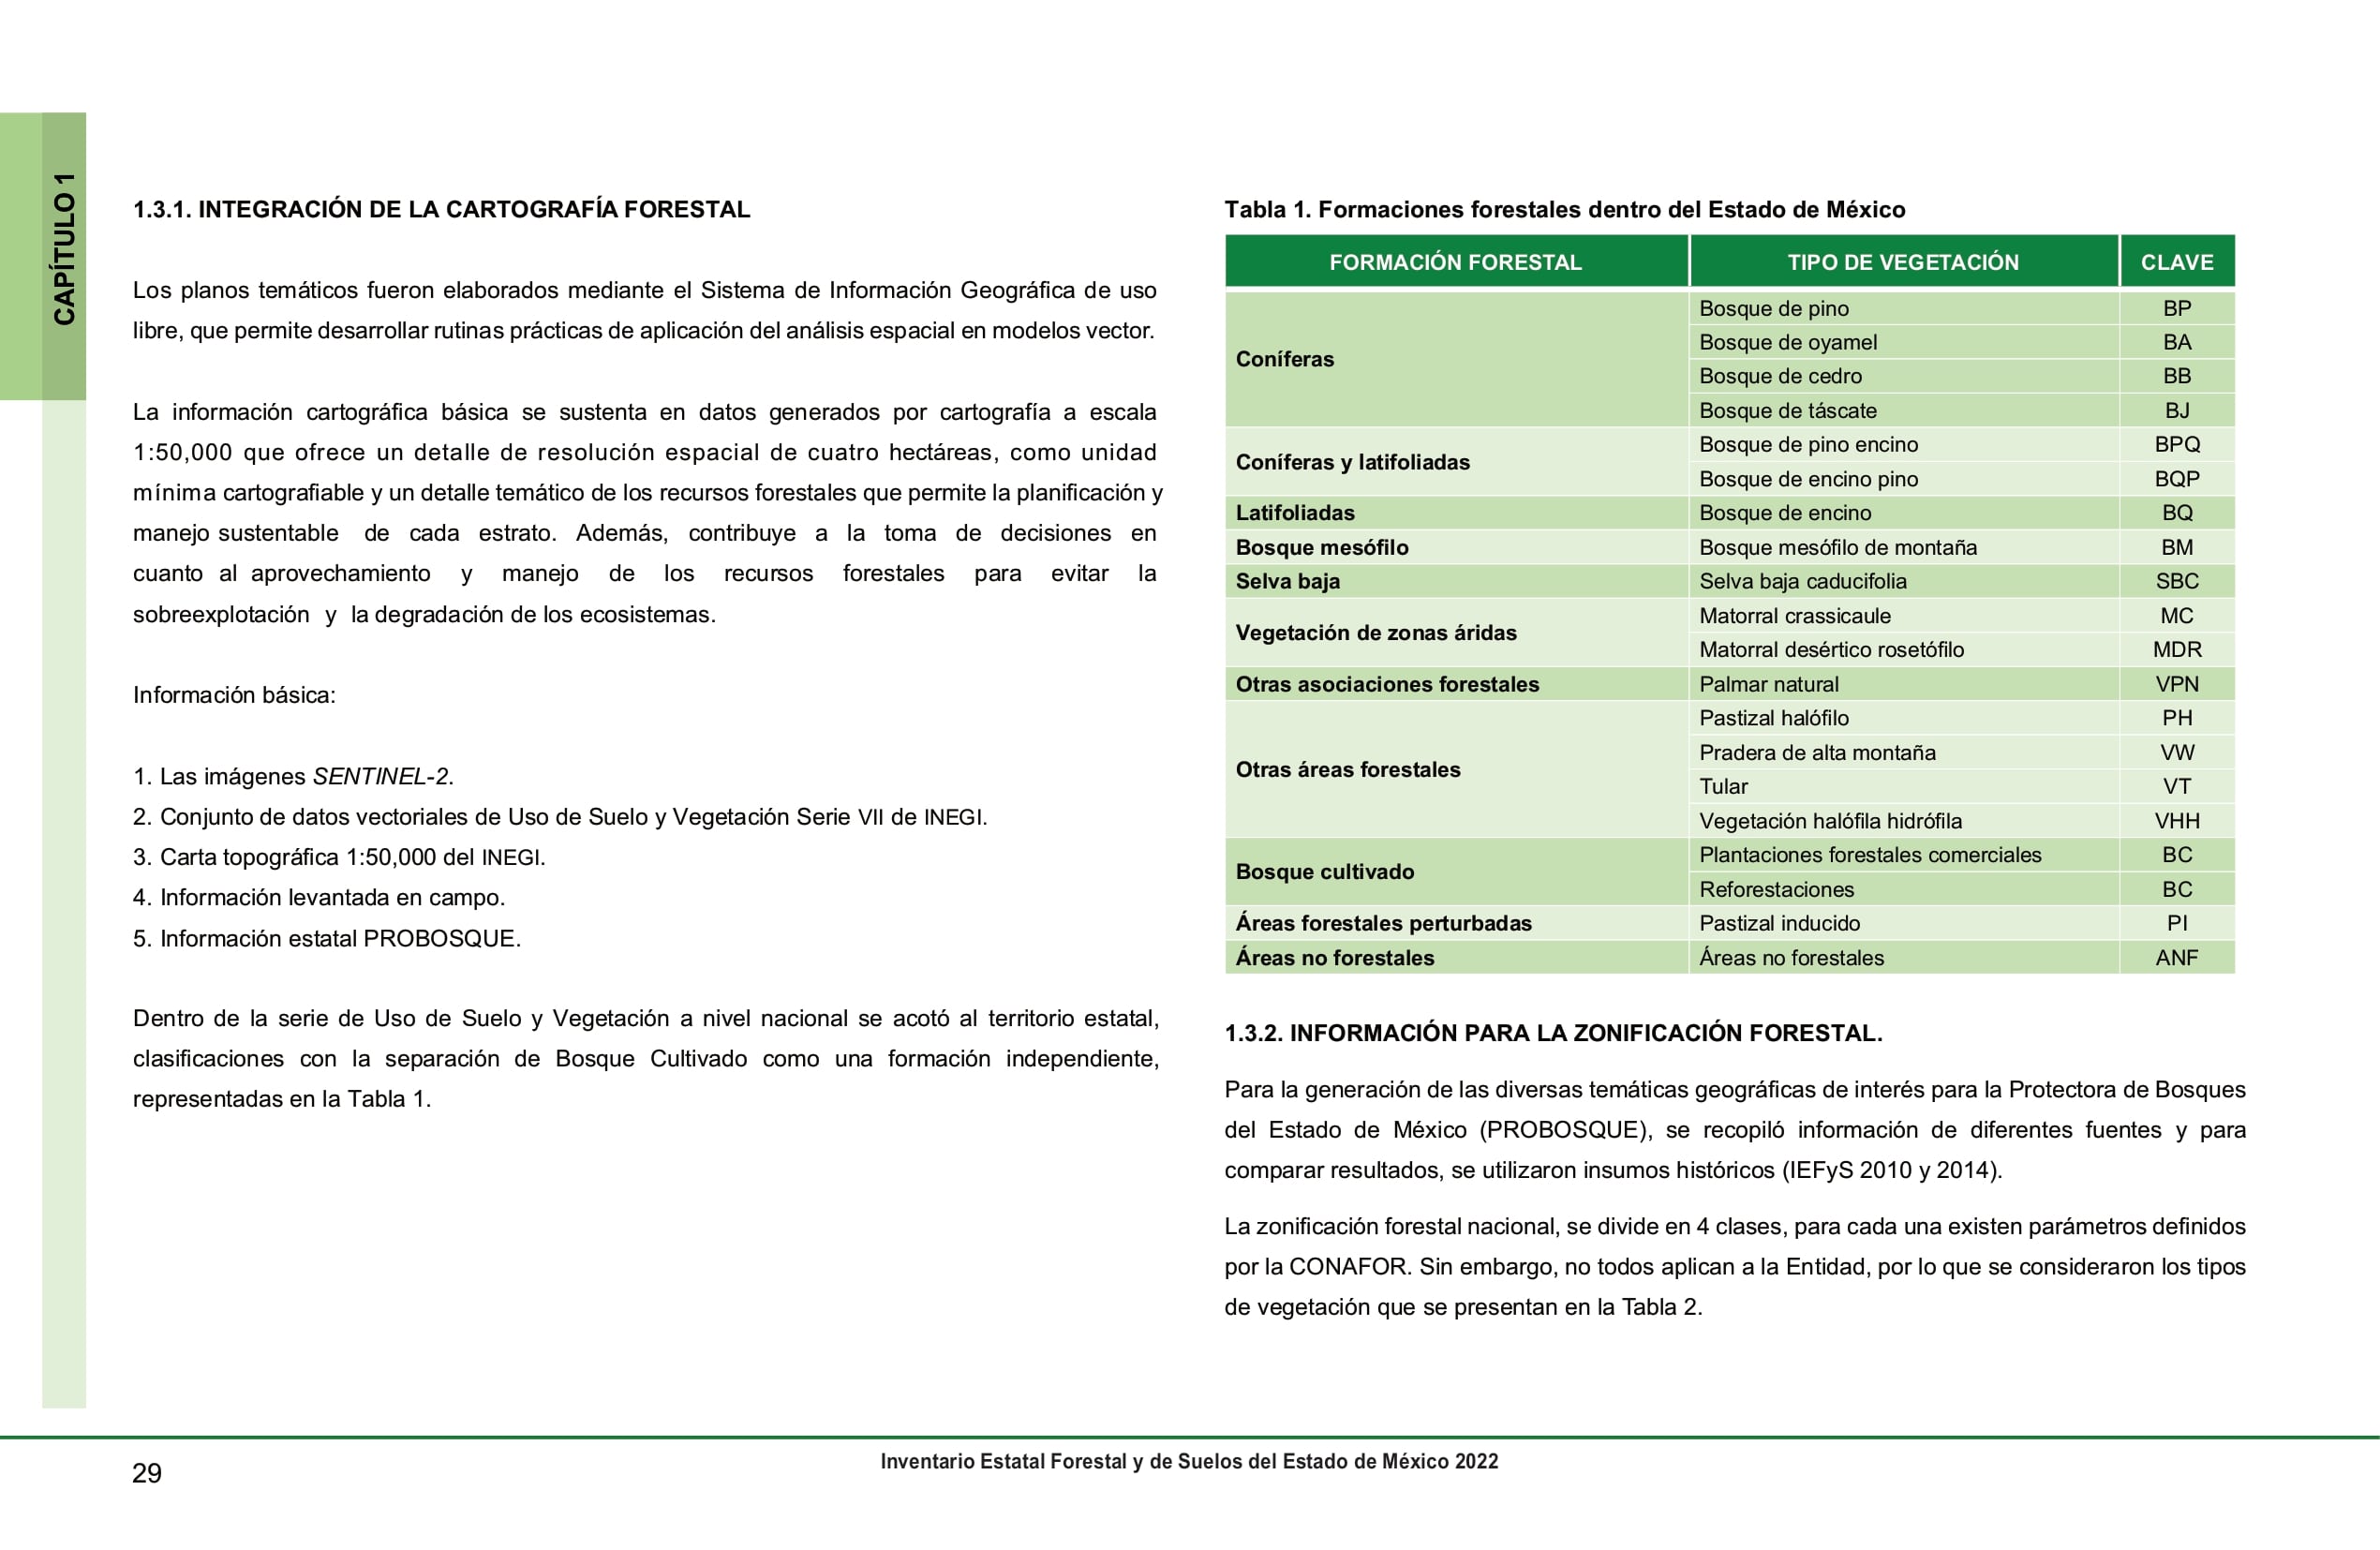 CAPÍTULO 1
1.3.1. INTEGRACIÓN DE LA CARTOGRAFÍA FORESTAL
Los planos temáticos fueron elaborados mediante el Sistema de Información Geográfica de uso
libre, que permite desarrollar rutinas prácticas de aplicación del análisis espacial en modelos vector.
La información cartográfica básica se sustenta en datos generados por cartografía a escala
1:50,000 que ofrece un detalle de resolución espacial de cuatro hectáreas, como unidad
mínima cartografiable y un detalle temático de los recursos forestales que permite la planificación y
manejo sustentable de cada estrato. Además, contribuye a la toma de decisiones en
cuanto al aprovechamiento y manejo de los recursos forestales para evitar la
sobreexplotación y la degradación de los ecosistemas.
Información básica:
1. Las imágenes SENTINEL-2.
2. Conjunto de datos vectoriales de Uso de Suelo y Vegetación Serie VII de INEGI.
3. Carta topográfica 1:50,000 del INEGI.
4. Información levantada en campo.
5. Información estatal PROBOSQUE.
Dentro de la serie de Uso de Suelo y Vegetación a nivel nacional se acotó al territorio estatal,
clasificaciones con la separación de Bosque Cultivado como una formación independiente,
representadas en la Tabla 1.
Tabla 1. Formaciones forestales dentro del Estado de México
FORMACIÓN FORESTAL TIPO DE VEGETACIÓN CLAVE
Coníferas
Bosque de pino BP
Bosque de oyamel BA
Bosque de cedro BB
Bosque de táscate BJ
Coníferas y latifoliadas
Bosque de pino encino BPQ
Bosque de encino pino BQP
Latifoliadas Bosque de encino BQ
Bosque mesófilo Bosque mesófilo de montaña BM
Selva baja Selva baja caducifolia SBC
Vegetación de zonas áridas
Matorral crassicaule MC
Matorral desértico rosetófilo MDR
Otras asociaciones forestales Palmar natural VPN
Otras áreas forestales
Pastizal halófilo PH
Pradera de alta montaña VW
Tular VT
Vegetación halófila hidrófila VHH
Bosque cultivado
Plantaciones forestales comerciales BC
Reforestaciones BC
Áreas forestales perturbadas Pastizal inducido PI
Áreas no forestales Áreas no forestales ANF
1.3.2. INFORMACIÓN PARA LA ZONIFICACIÓN FORESTAL.
Para la generación de las diversas temáticas geográficas de interés para la Protectora de Bosques
del Estado de México (PROBOSQUE), se recopiló información de diferentes fuentes y para
comparar resultados, se utilizaron insumos históricos (IEFyS 2010 y 2014).
La zonificación forestal nacional, se divide en 4 clases, para cada una existen parámetros definidos
por la CONAFOR. Sin embargo, no todos aplican a la Entidad, por lo que se consideraron los tipos
de vegetación que se presentan en la Tabla 2.
29
Inventario Estatal Forestal y de Suelos del Estado de México 2022